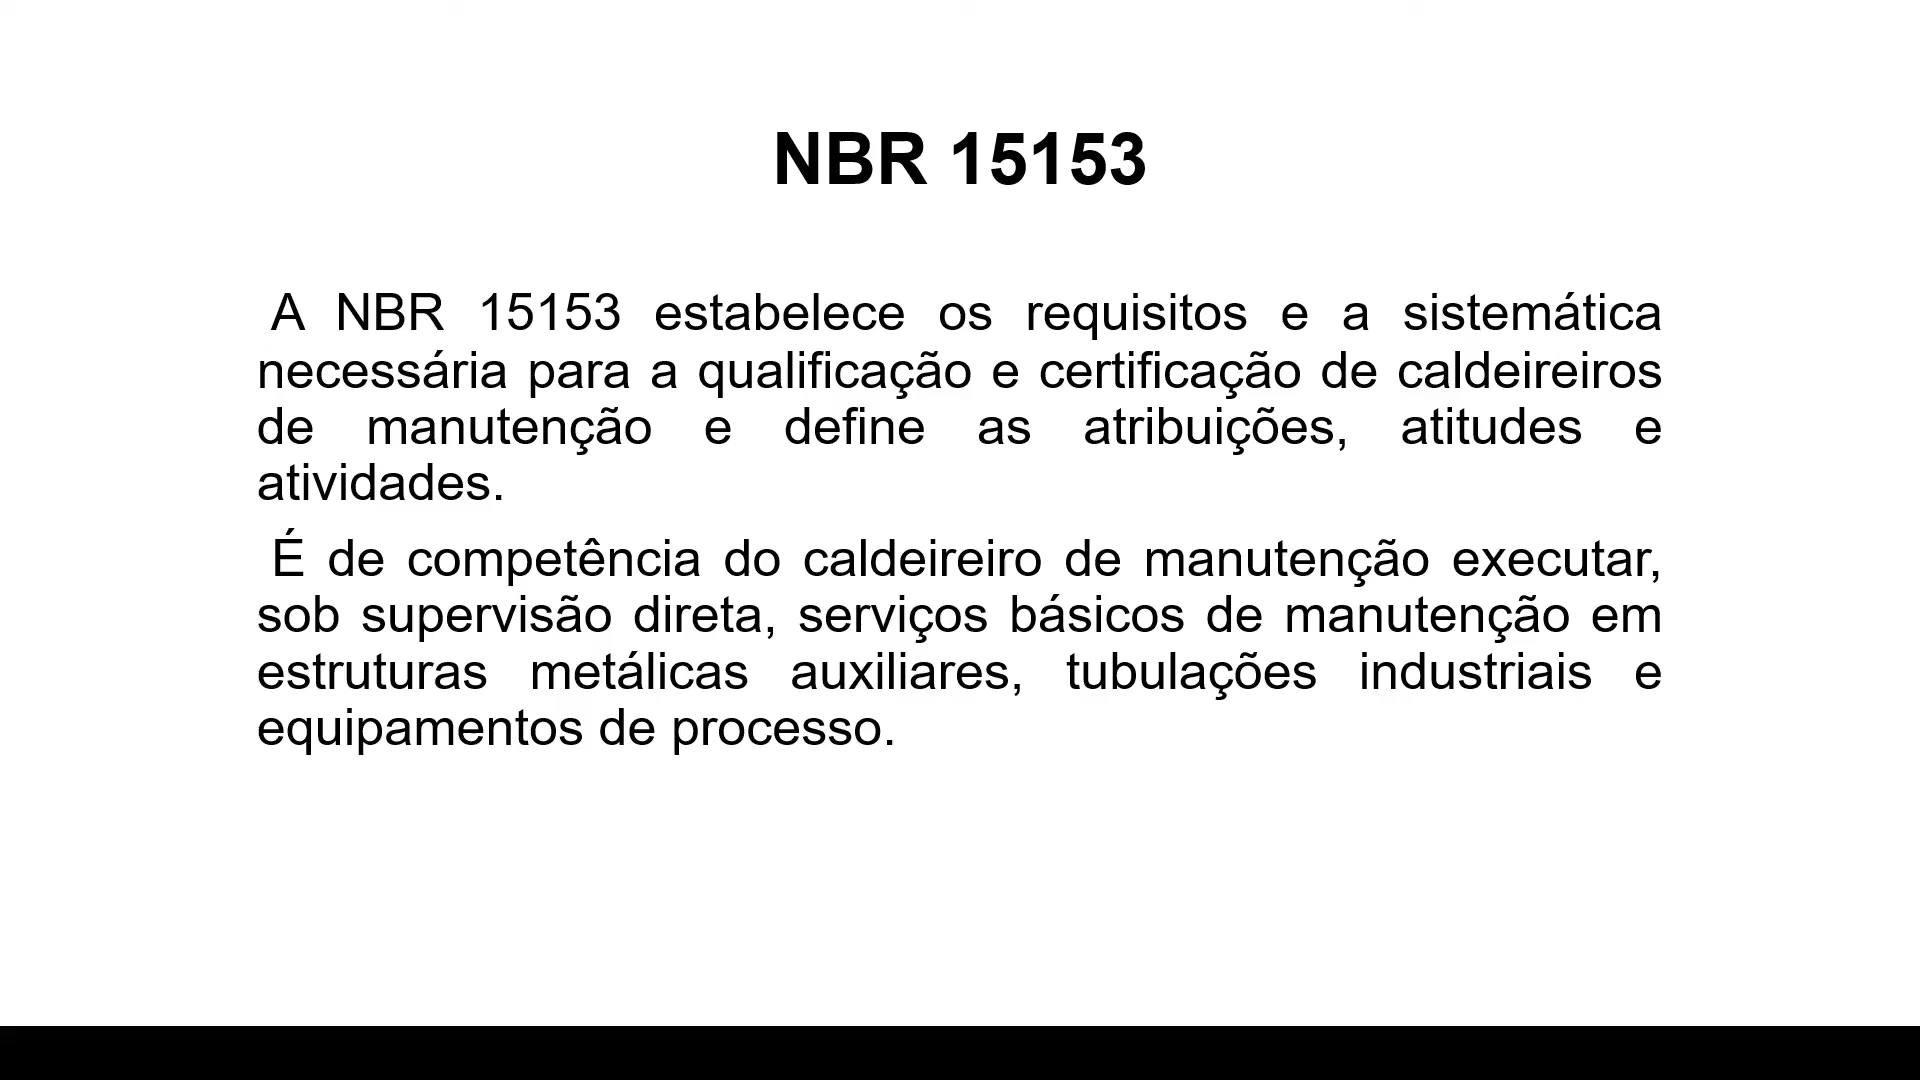 NBR 15153
A NBR 15153 estabelece os requisitos e a sistemática
necessária para a qualificação e certificação de caldeireiros
de manutenção e define as atribuições, atitudes e
atividades.
É de competência do caldeireiro de manutenção executar,
sob supervisão direta, serviços básicos de manutenção em
estruturas metálicas auxiliares, tubulações industriais e
equipamentos de processo.